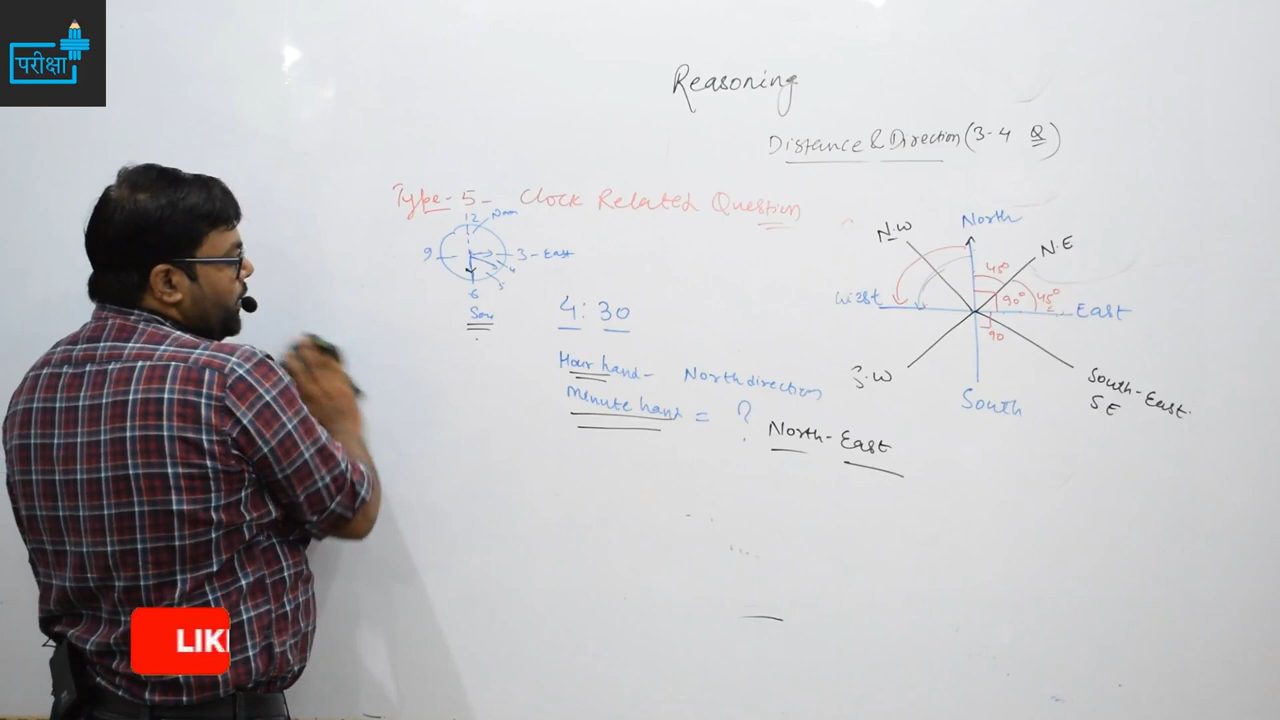 परीक्षा
Reasoning
Distance & Direction (3-4 Q)
Type-5- Clock Related Question
12
9
3-East
4
5
6
4:30
Hour hand- North direction
minute hand = ?
North-East
North
N.W
N.E
45°
90°
45°
West
East
90
S.W
South
South-East
SE
LIK